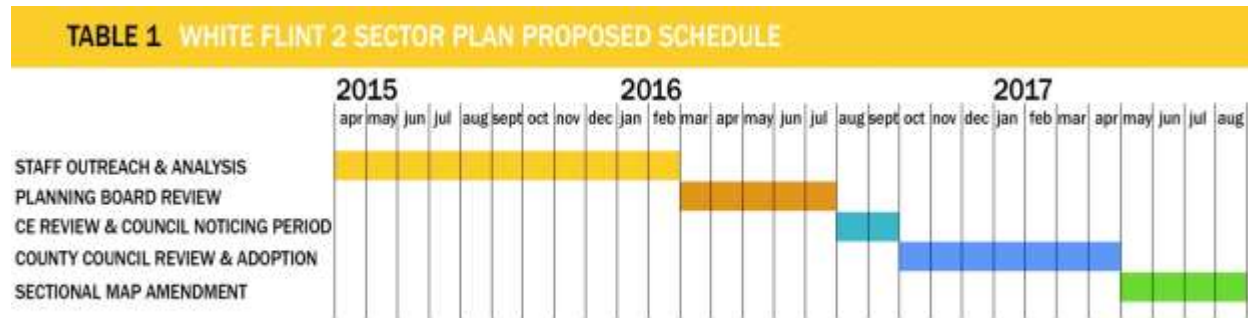 TABLE 1 WHITE FLINT 2 SECTOR PLAN PROPOSED SCHEDULE
2015 2016 2017
apr may jun jul aug sept oct nov dec jan feb mar apr may jun jul aug sept oct nov dec jan feb mar apr may jun jul aug
STAFF OUTREACH & ANALYSIS
PLANNING BOARD REVIEW
CE REVIEW & COUNCIL NOTICING PERIOD
COUNTY COUNCIL REVIEW & ADOPTION
SECTIONAL MAP AMENDMENT